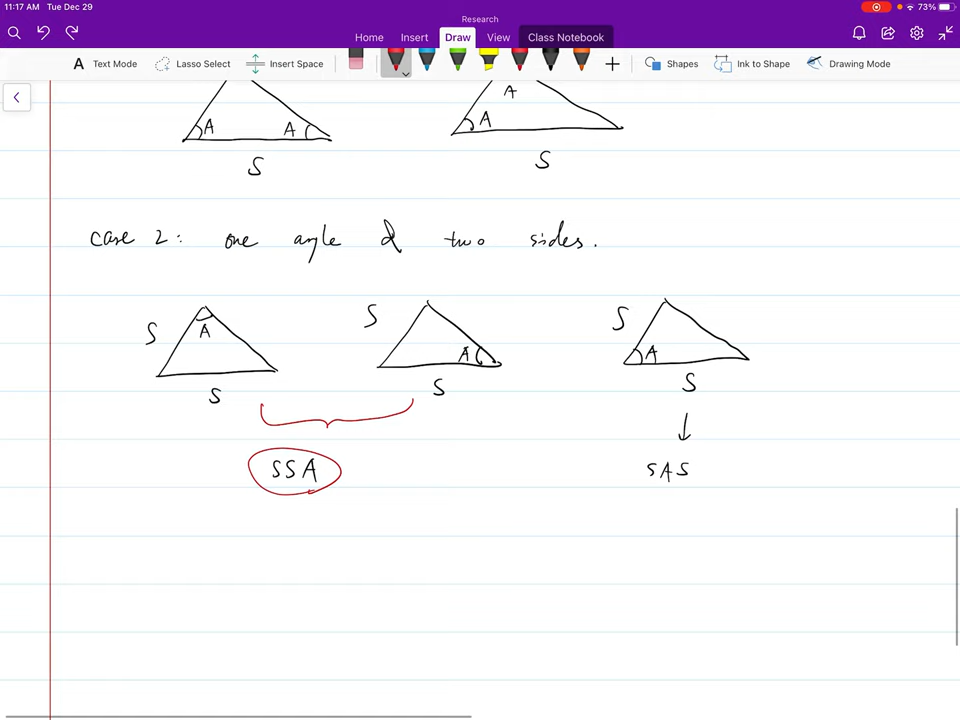 11:17 AM Tue Dec 29
73%
Research
Home Insert Draw View Class Notebook
A Text Mode Lasso Select Insert Space Shapes Ink to Shape Drawing Mode
A A A A
S S
case 2: one angle & two sides.
S A S A S A
S S S
SSA SAS